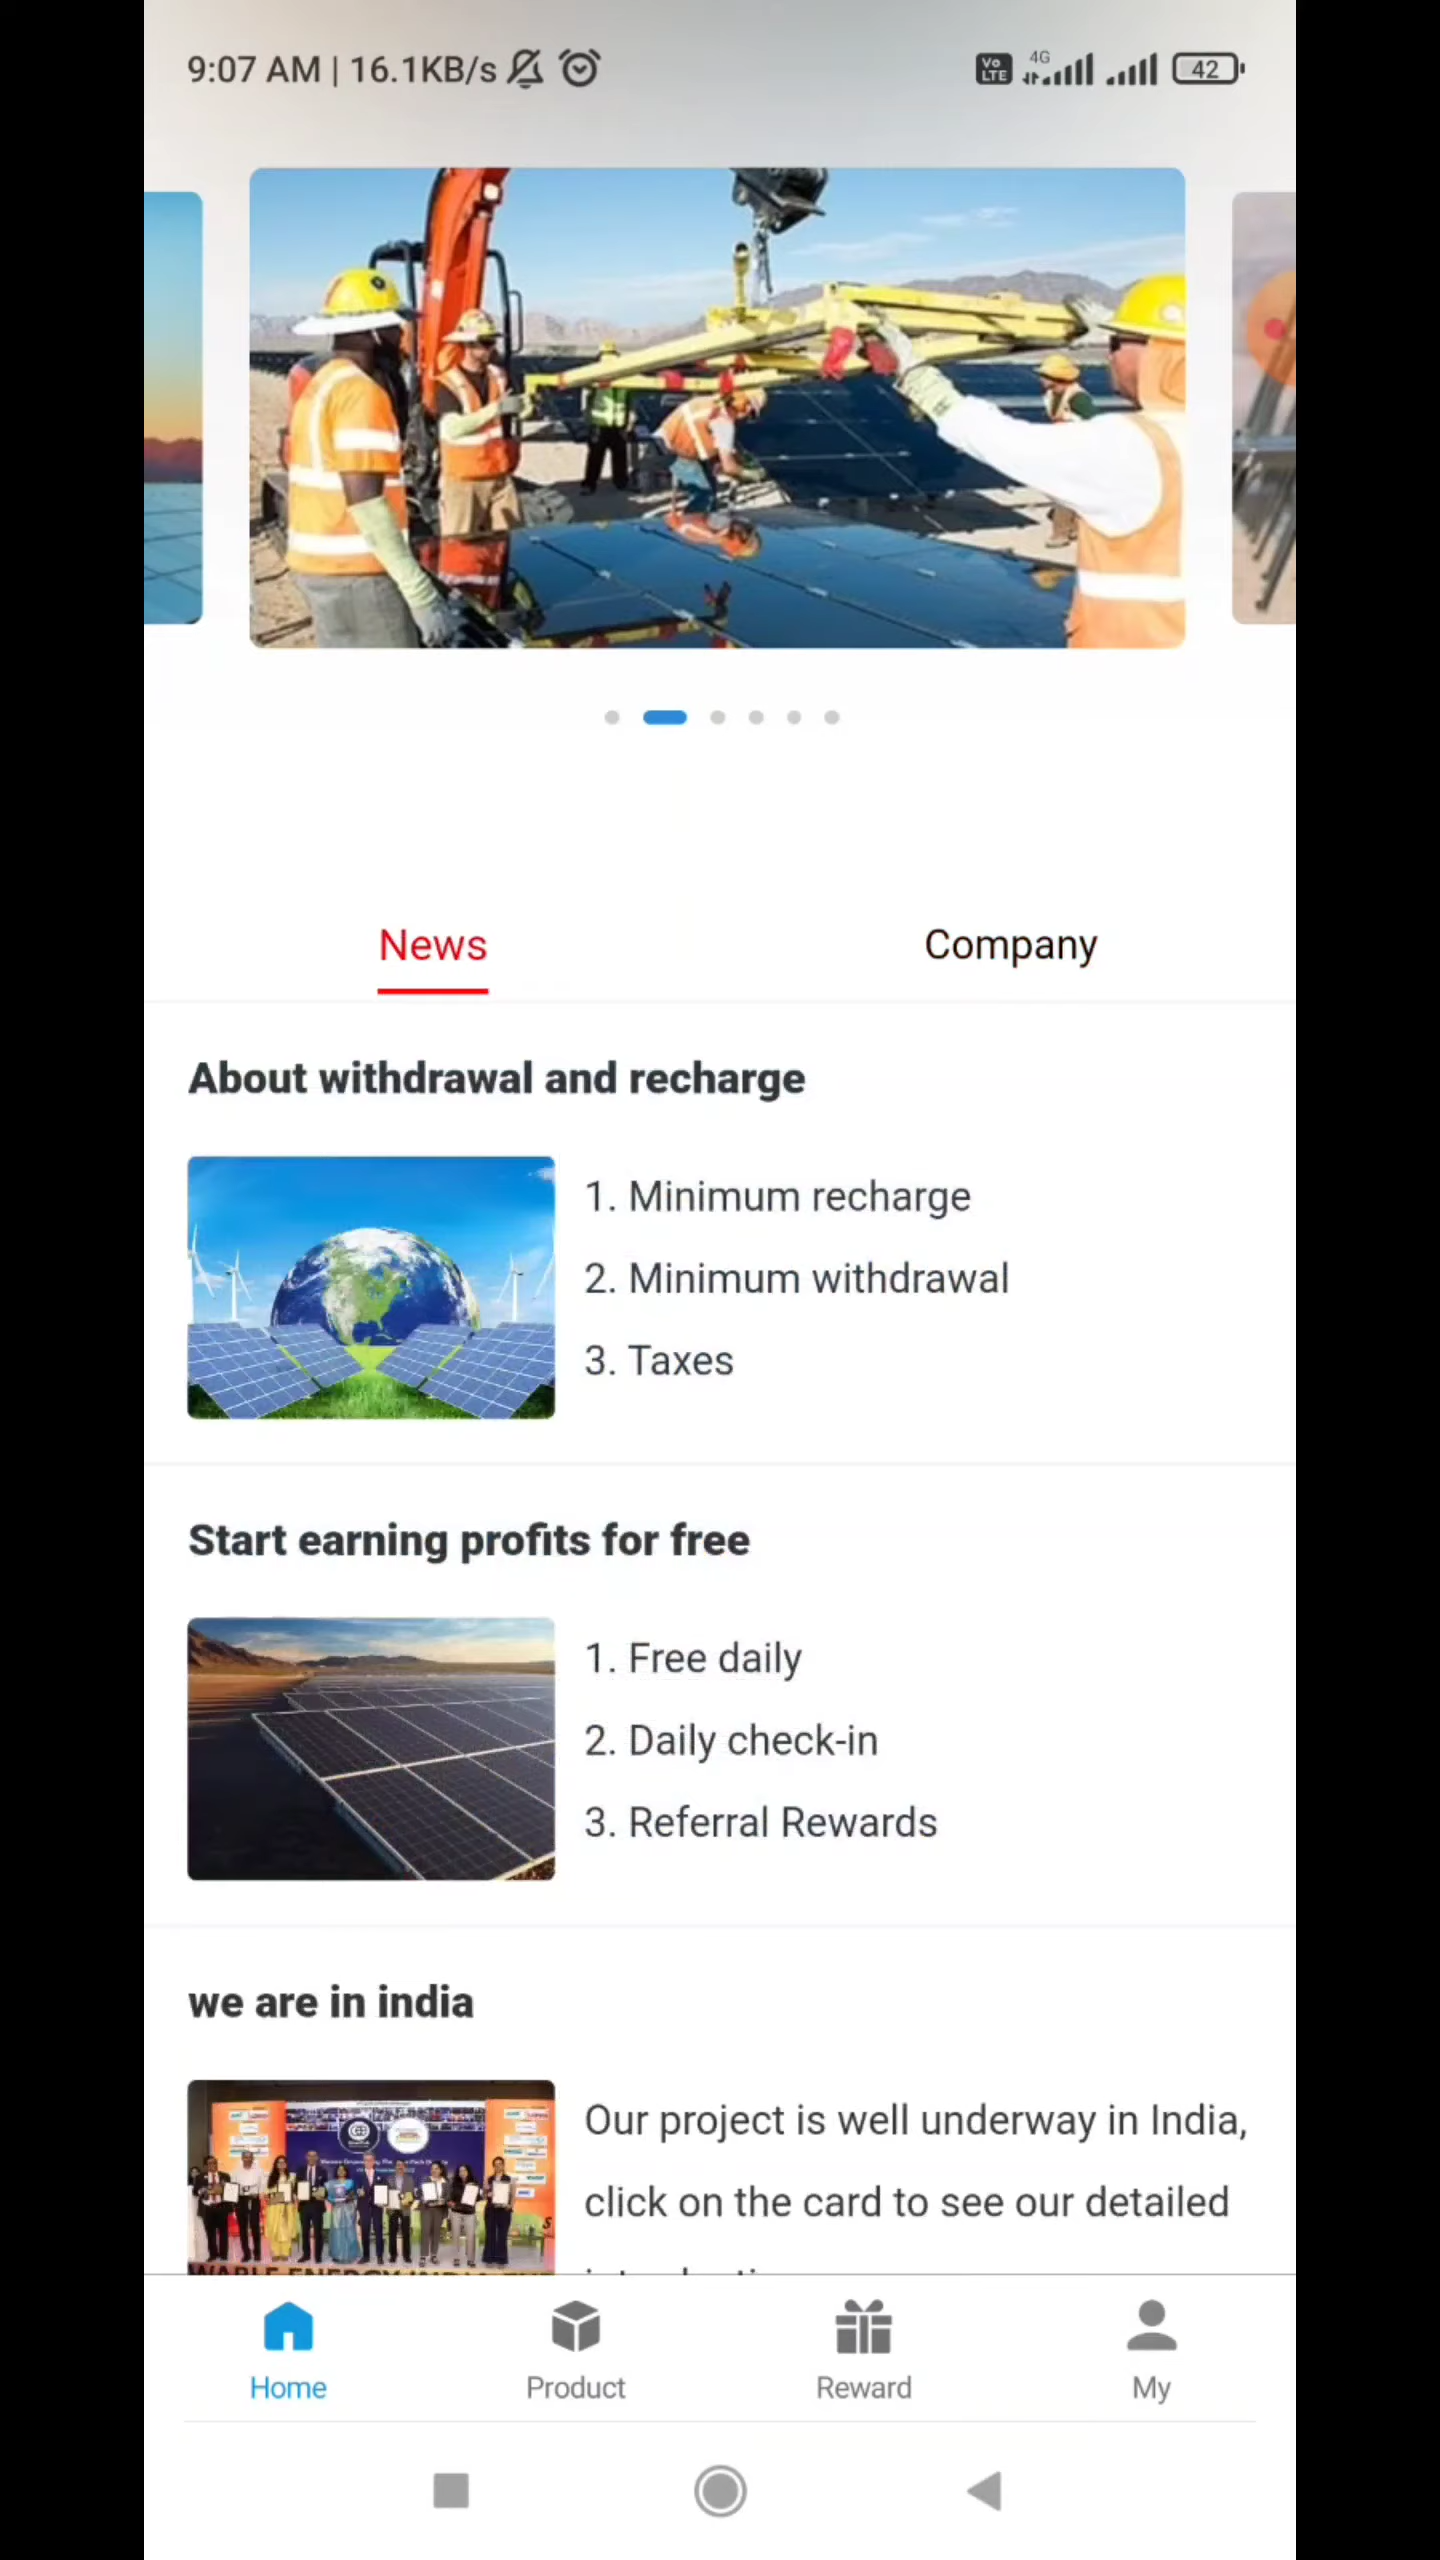 9:07 AM | 16.1KB/s
Vo LTE 4G 42
News
Company
About withdrawal and recharge
1. Minimum recharge
2. Minimum withdrawal
3. Taxes
Start earning profits for free
1. Free daily
2. Daily check-in
3. Referral Rewards
we are in india
Our project is well underway in India,
click on the card to see our detailed
Home
Product
Reward
My